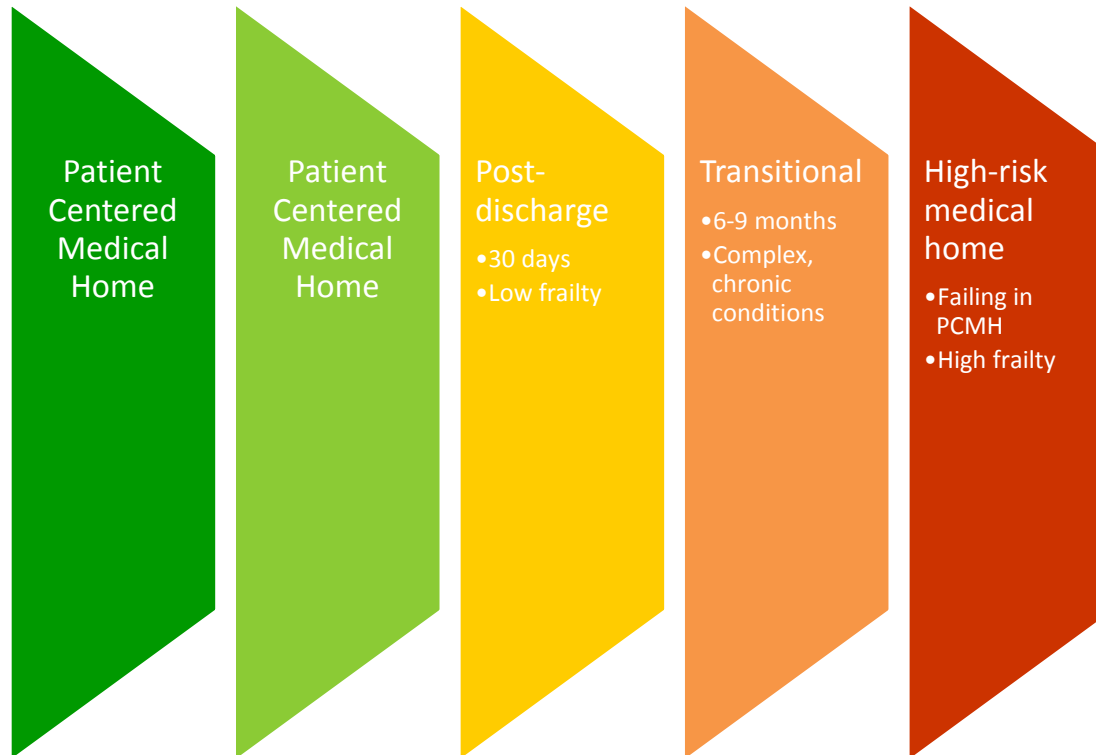 Patient
Centered
Medical
Home
Patient
Centered
Medical
Home
Post-
discharge
•30 days
•Low frailty
Transitional
•6-9 months
•Complex,
chronic
conditions
High-risk
medical
home
•Failing in
PCMH
•High frailty